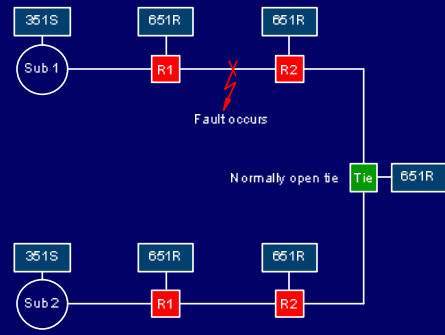 351S 651R 651R
Sub 1 R1 R2
Fault occurs
Normally open tie Tie 651R
351S 651R 651R
Sub 2 R1 R2